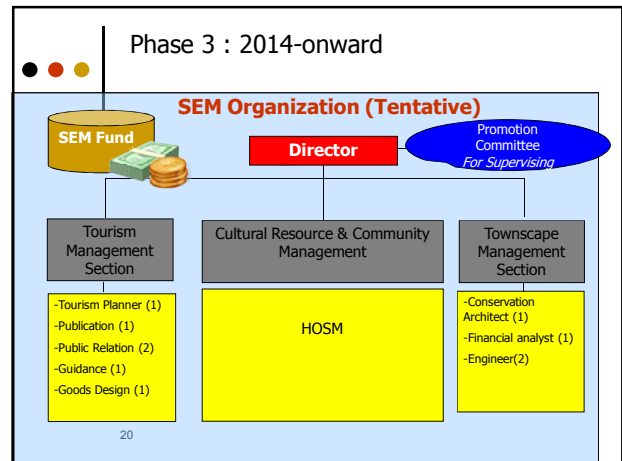 Phase 3 : 2014-onward
SEM Organization (Tentative)
SEM Fund
Director
Promotion
Committee
For Supervising
Tourism
Management
Section
Cultural Resource & Community
Management
Townscape
Management
Section
-Tourism Planner (1)
-Publication (1)
-Public Relation (2)
-Guidance (1)
-Goods Design (1)
HOSM
-Conservation
Architect (1)
-Financial analyst (1)
-Engineer(2)
20